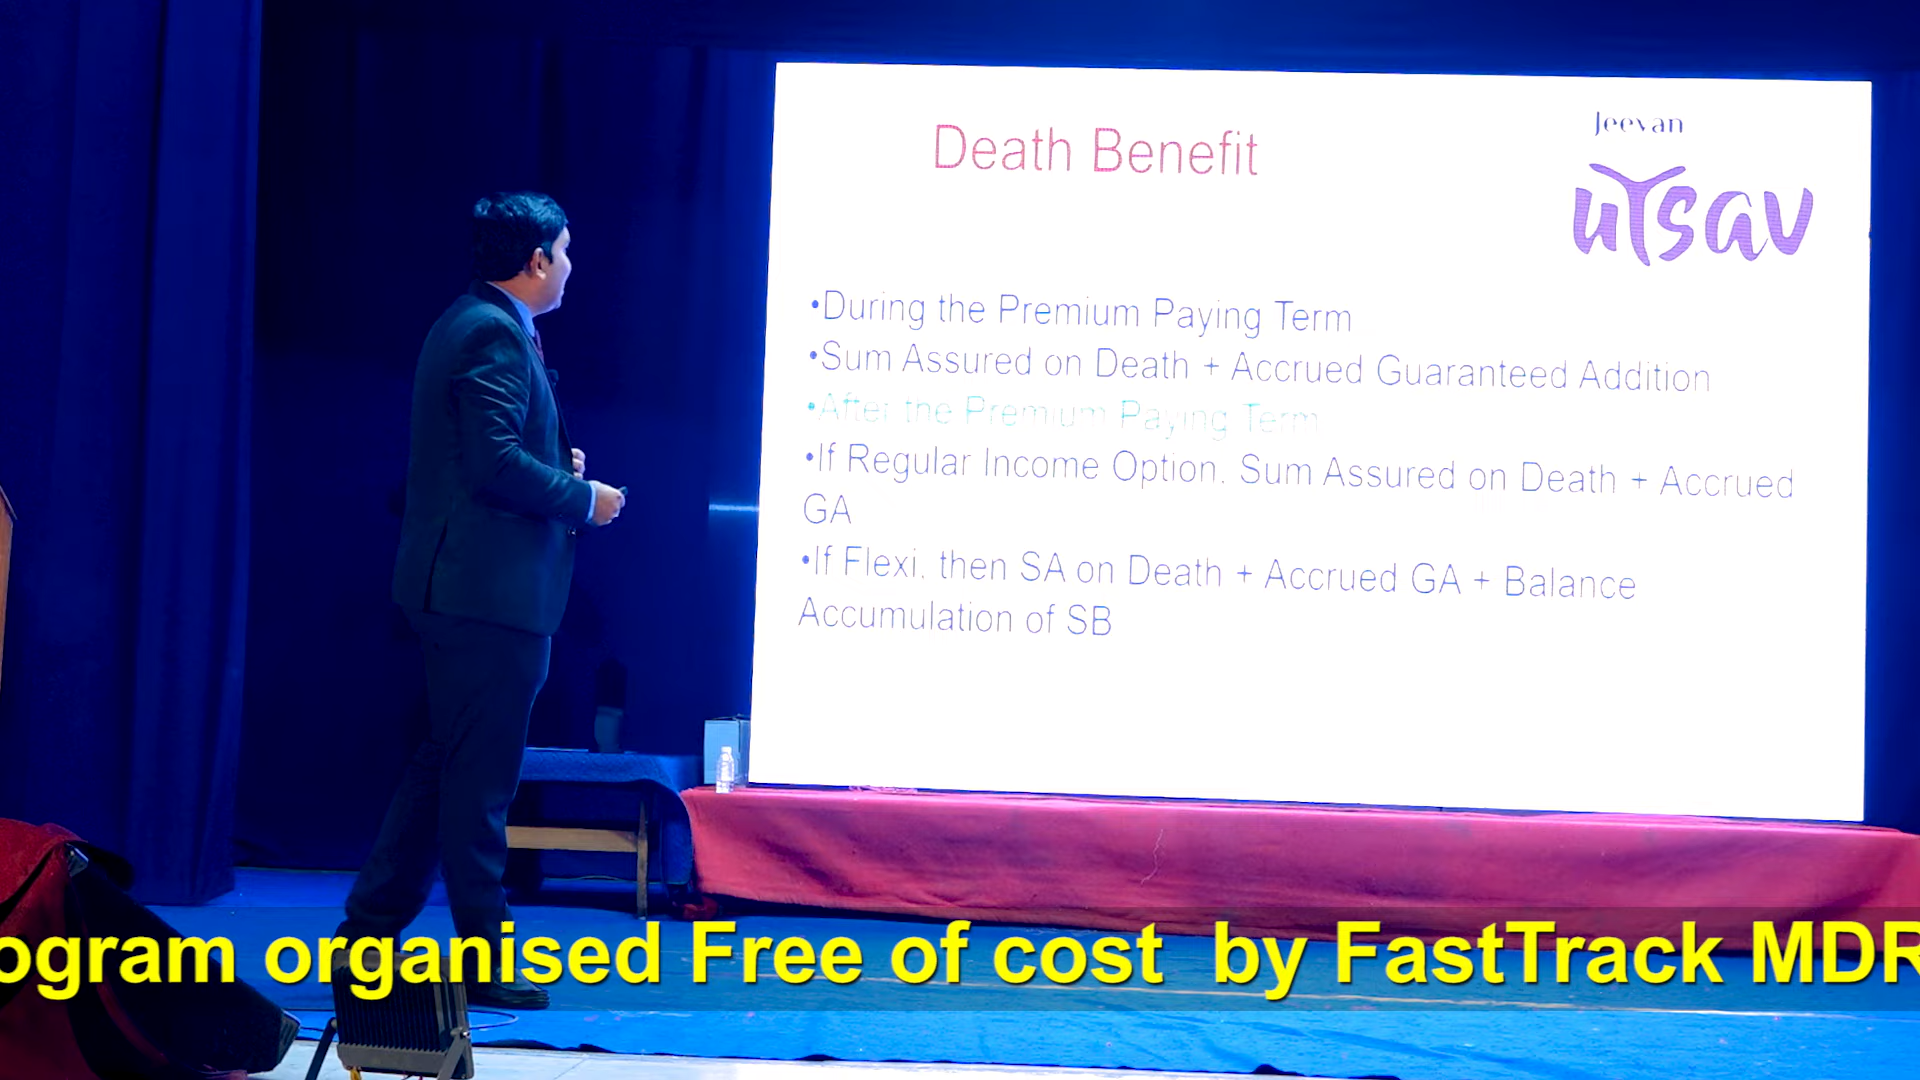 Death Benefit
Jeevan
uTsav
•During the Premium Paying Term
•Sum Assured on Death + Accrued Guaranteed Addition
•After the Premium Paying Term
•If Regular Income Option. Sum Assured on Death + Accrued
GA
•If Flexi. then SA on Death + Accrued GA + Balance
Accumulation of SB
ogram organised Free of cost by FastTrack MDR